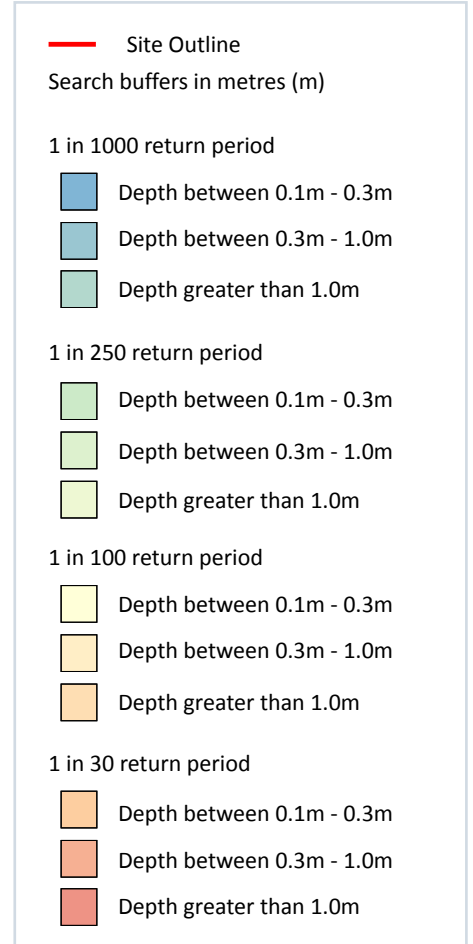 Site Outline
Search buffers in metres (m)
1 in 1000 return period
Depth between 0.1m - 0.3m
Depth between 0.3m - 1.0m
Depth greater than 1.0m
1 in 250 return period
Depth between 0.1m - 0.3m
Depth between 0.3m - 1.0m
Depth greater than 1.0m
1 in 100 return period
Depth between 0.1m - 0.3m
Depth between 0.3m - 1.0m
Depth greater than 1.0m
1 in 30 return period
Depth between 0.1m - 0.3m
Depth between 0.3m - 1.0m
Depth greater than 1.0m